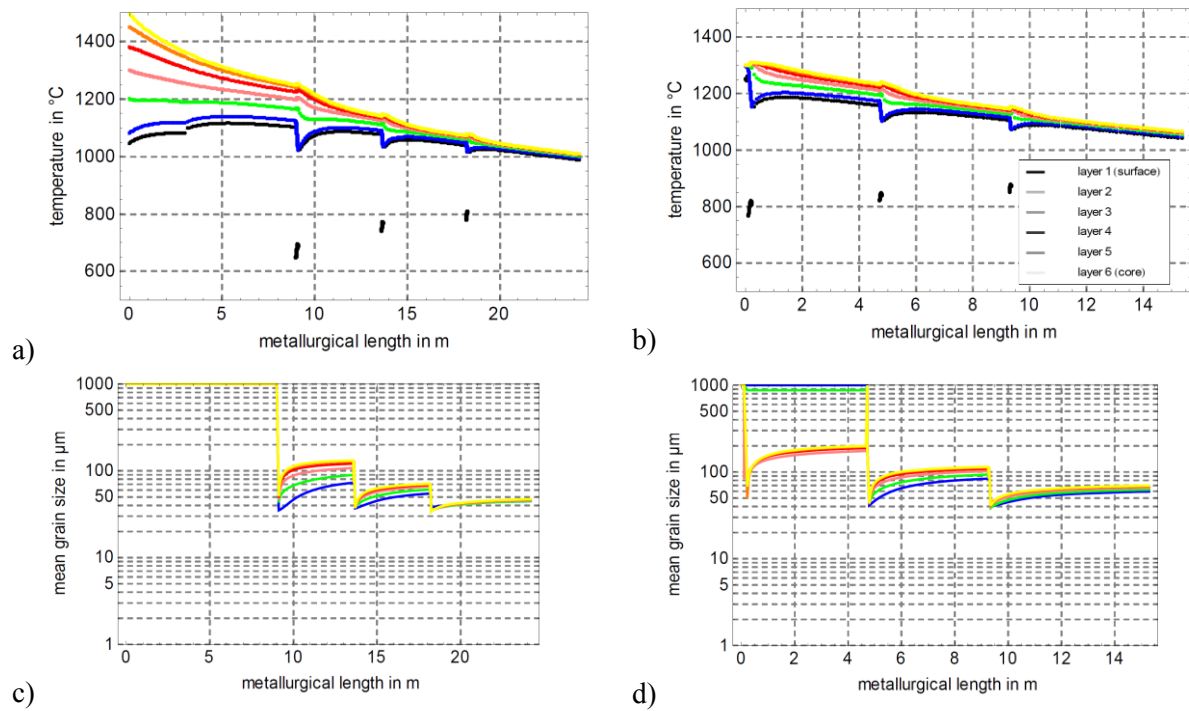 1400
1200
1000
800
600
temperature in °C
0
5
10
15
20
metallurgical length in m
a)
1400
1200
1000
800
600
temperature in °C
layer 1 (surface)
layer 2
layer 3
layer 4
layer 5
layer 6 (core)
0
2
4
6
8
10
12
14
metallurgical length in m
b)
1000
500
100
50
10
5
1
mean grain size in µm
0
5
10
15
20
metallurgical length in m
c)
1000
500
100
50
10
5
1
mean grain size in µm
0
2
4
6
8
10
12
14
metallurgical length in m
d)